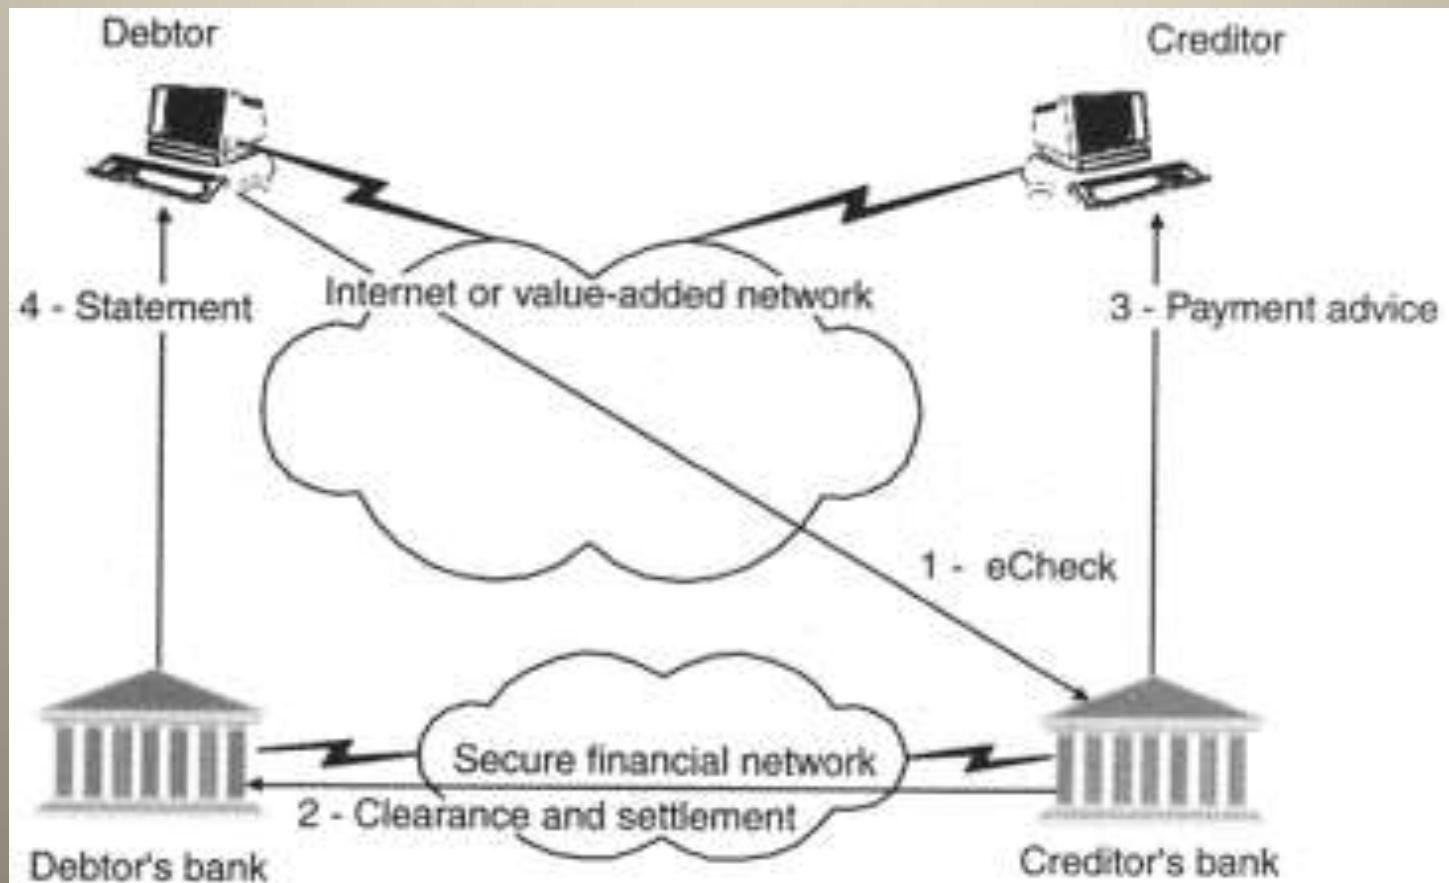 Debtor
Creditor
4 - Statement
Internet or value-added network
3 - Payment advice
1 - eCheck
Secure financial network
2 - Clearance and settlement
Debtor's bank
Creditor's bank